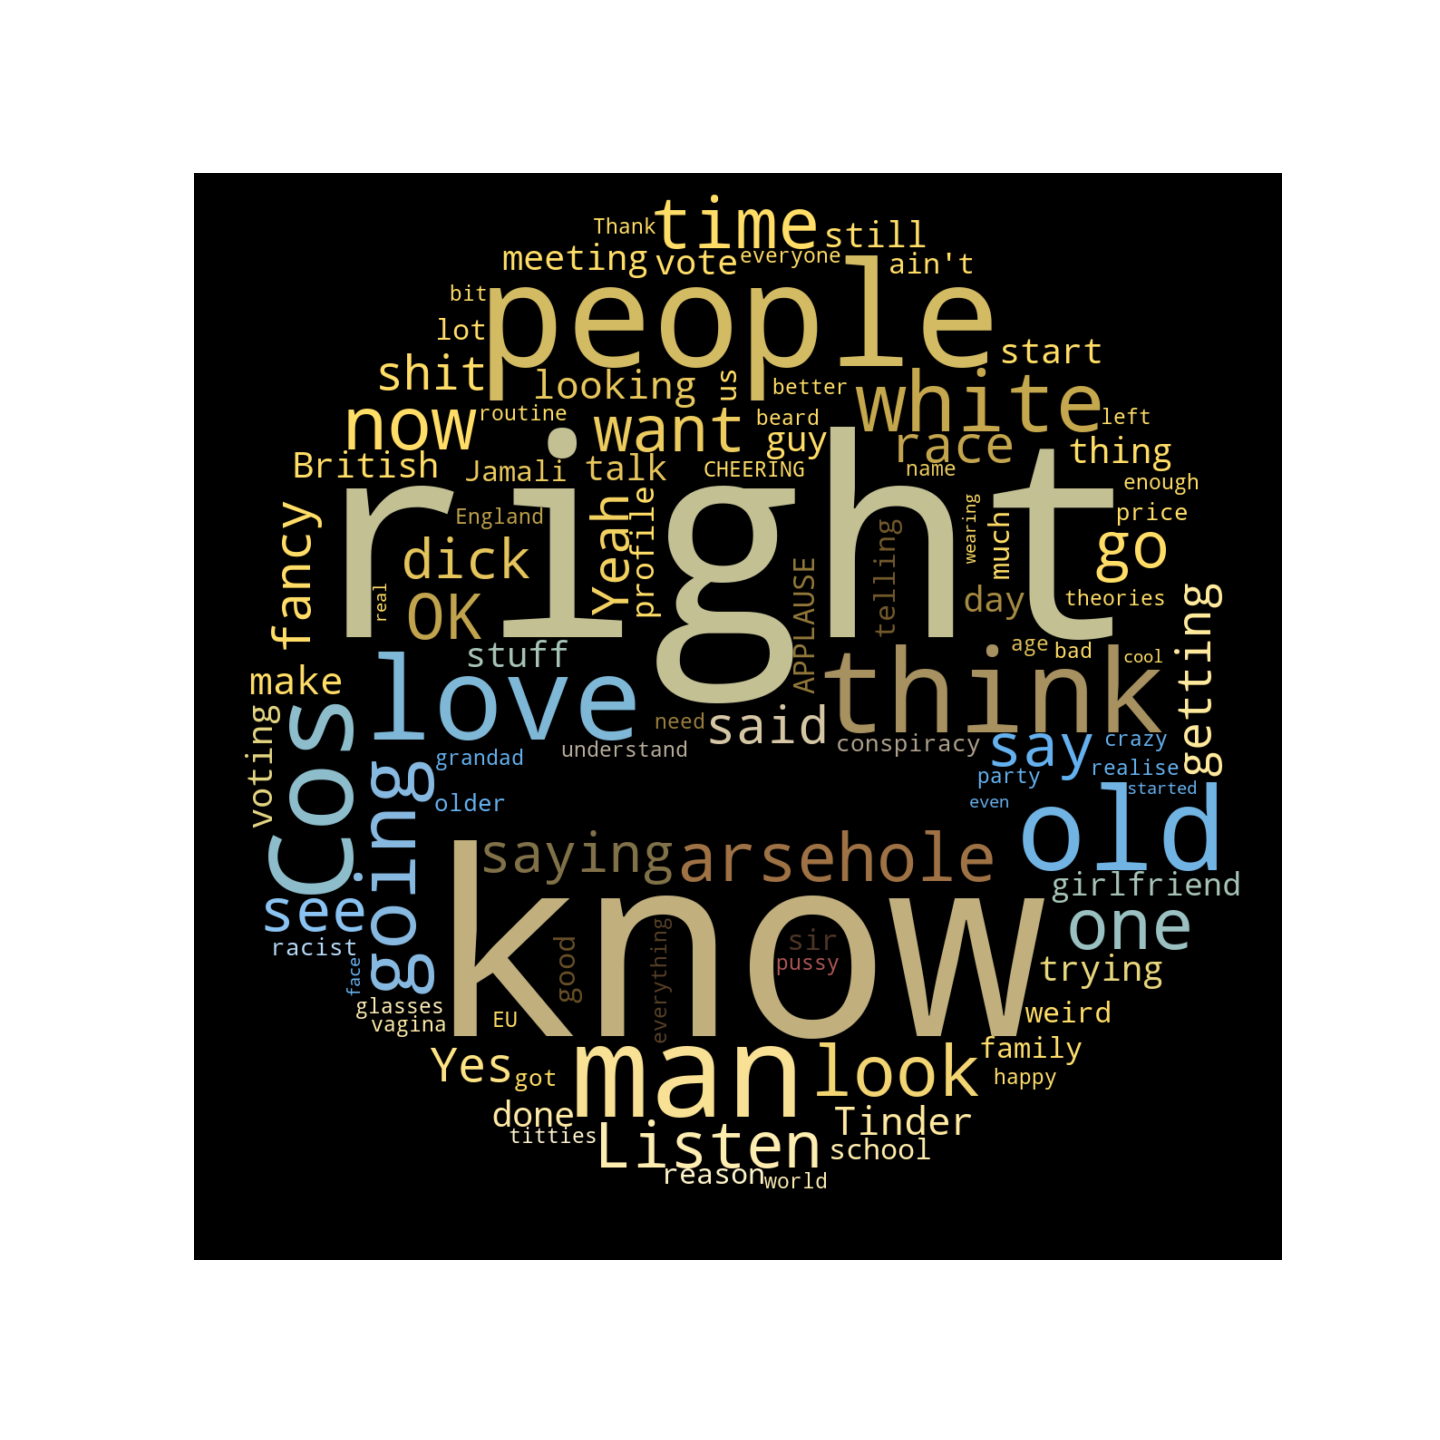 Thank
time
still
meeting
vote
everyone
ain't
bit
people
lot
start
shit
looking
us
better
white
now
routine
want
beard
guy
left
race
thing
British
Jamali
talk
CHEERING
name
enough
right
fancy
England
Yeah
profile
wearing
much
price
go
dick
real
OK
APPLAUSE
telling
day
theories
getting
stuff
age
bad
cool
make
love
think
voting
Cos
need
said
understand
conspiracy
say
crazy
grandad
going
party
realise
older
even
started
old
saying
arsehole
girlfriend
see
know
one
racist
face
good
everything
sir
pussy
trying
glasses
vagina
EU
weird
Yes
got
man
look
family
happy
done
titties
Listen
Tinder
school
reason
world